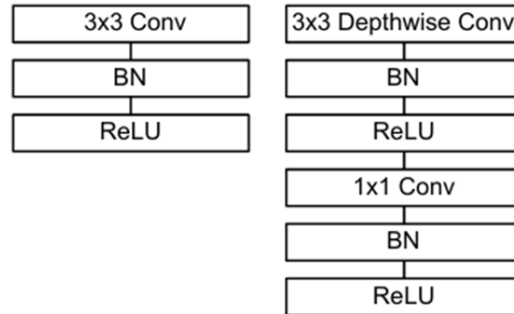 3x3 Conv
BN
ReLU
3x3 Depthwise Conv
BN
ReLU
1x1 Conv
BN
ReLU